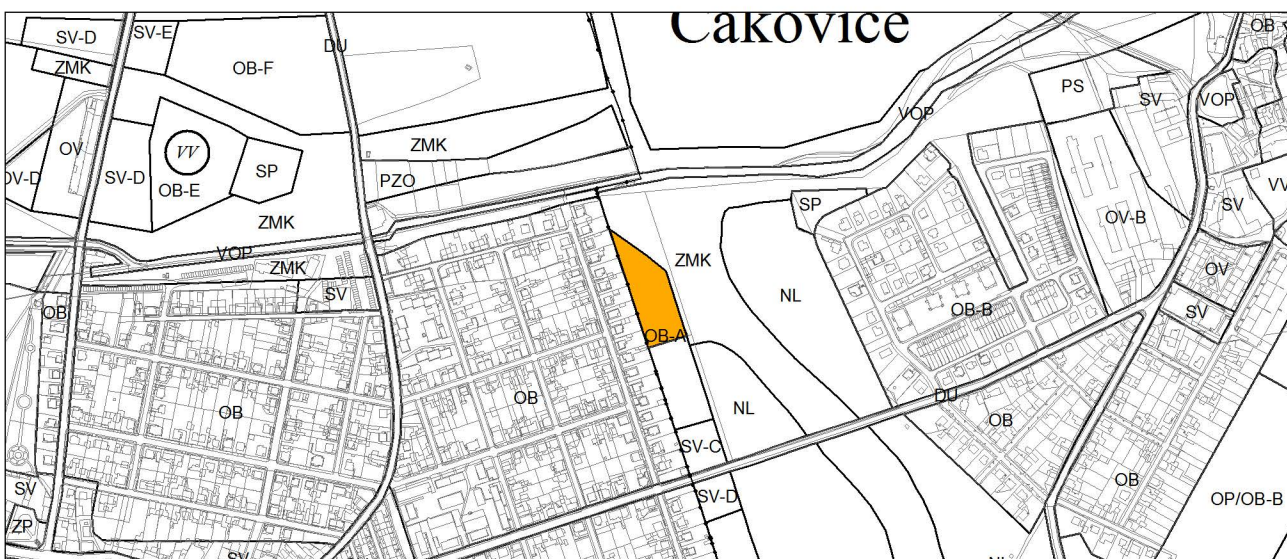 Čakovice
SV-D
SV-E
DU
OB
ZMK
OB-F
PS
SV
VOP
VOP
OV
VV
ZMK
SP
OV-D
SV-D
OB-E
PZO
SP
OV-B
SV
VV
ZMK
VOP
ZMK
ZMK
OV
NL
SV
OB
OB-B
SV
OB-A
DU
OB
OB
NL
OB
SV-C
OB
SV
SV-D
OP/OB-B
ZP
SV